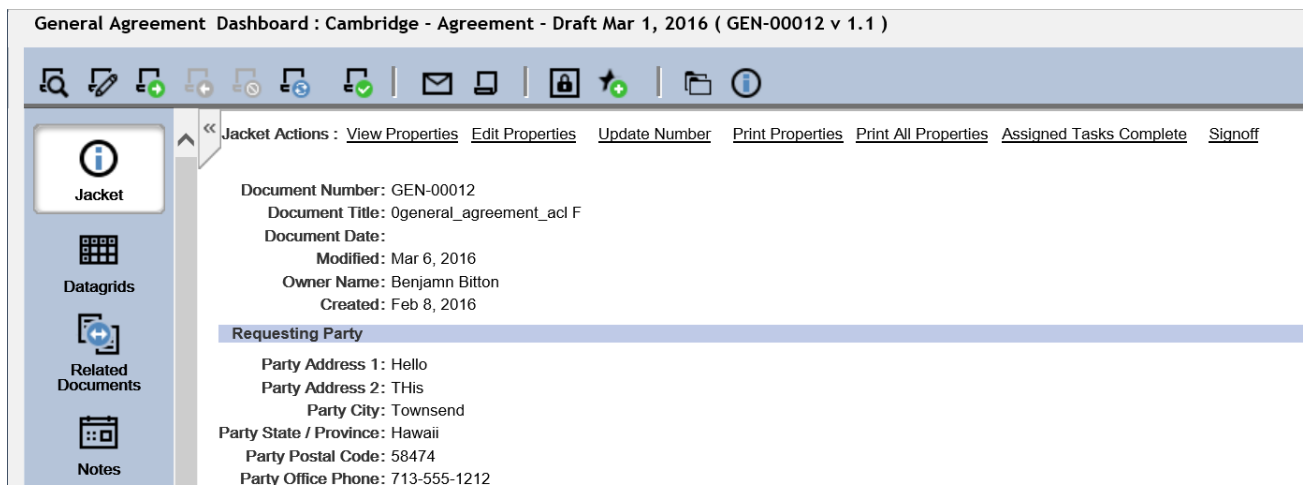 General Agreement Dashboard : Cambridge - Agreement - Draft Mar 1, 2016 ( GEN-00012 v 1.1 )
Jacket Actions : View Properties Edit Properties Update Number Print Properties Print All Properties Assigned Tasks Complete Signoff
Jacket
Datagrids
Related
Documents
Notes
Document Number: GEN-00012
Document Title: 0general_agreement_acl F
Document Date:
Modified: Mar 6, 2016
Owner Name: Benjamn Bitton
Created: Feb 8, 2016
Requesting Party
Party Address 1: Hello
Party Address 2: THis
Party City: Townsend
Party State / Province: Hawaii
Party Postal Code: 58474
Party Office Phone: 713-555-1212